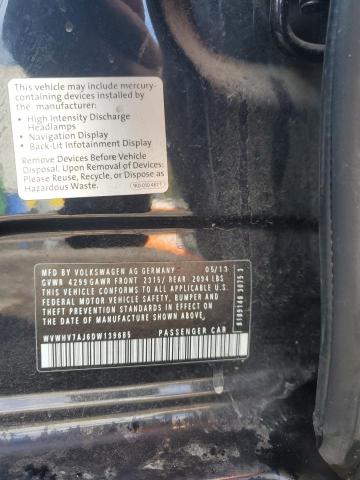 This vehicle may include mercury-
containing devices installed by
the manufacturer:
• High Intensity Discharge
Headlamps
• Navigation Display
• Back-Lit Infotainment Display
Remove Devices Before Vehicle
Disposal. Upon Removal of Devices:
Please Reuse, Recycle, or Dispose as
Hazardous Waste.
MFD BY VOLKSWAGEN AG GERMANY 05/13
GVWR 4299 GAWR FRONT 2315/ REAR 2094 LBS
THIS VEHICLE CONFORMS TO ALL APPLICABLE U.S.
FEDERAL MOTOR VEHICLE SAFETY, BUMPER AND
THEFT PREVENTION STANDARDS IN EFFECT ON
THE DATE OF MANUFACTURE SHOWN ABOVE.
WVWHV7AJ6DW139685 PASSENGER CAR